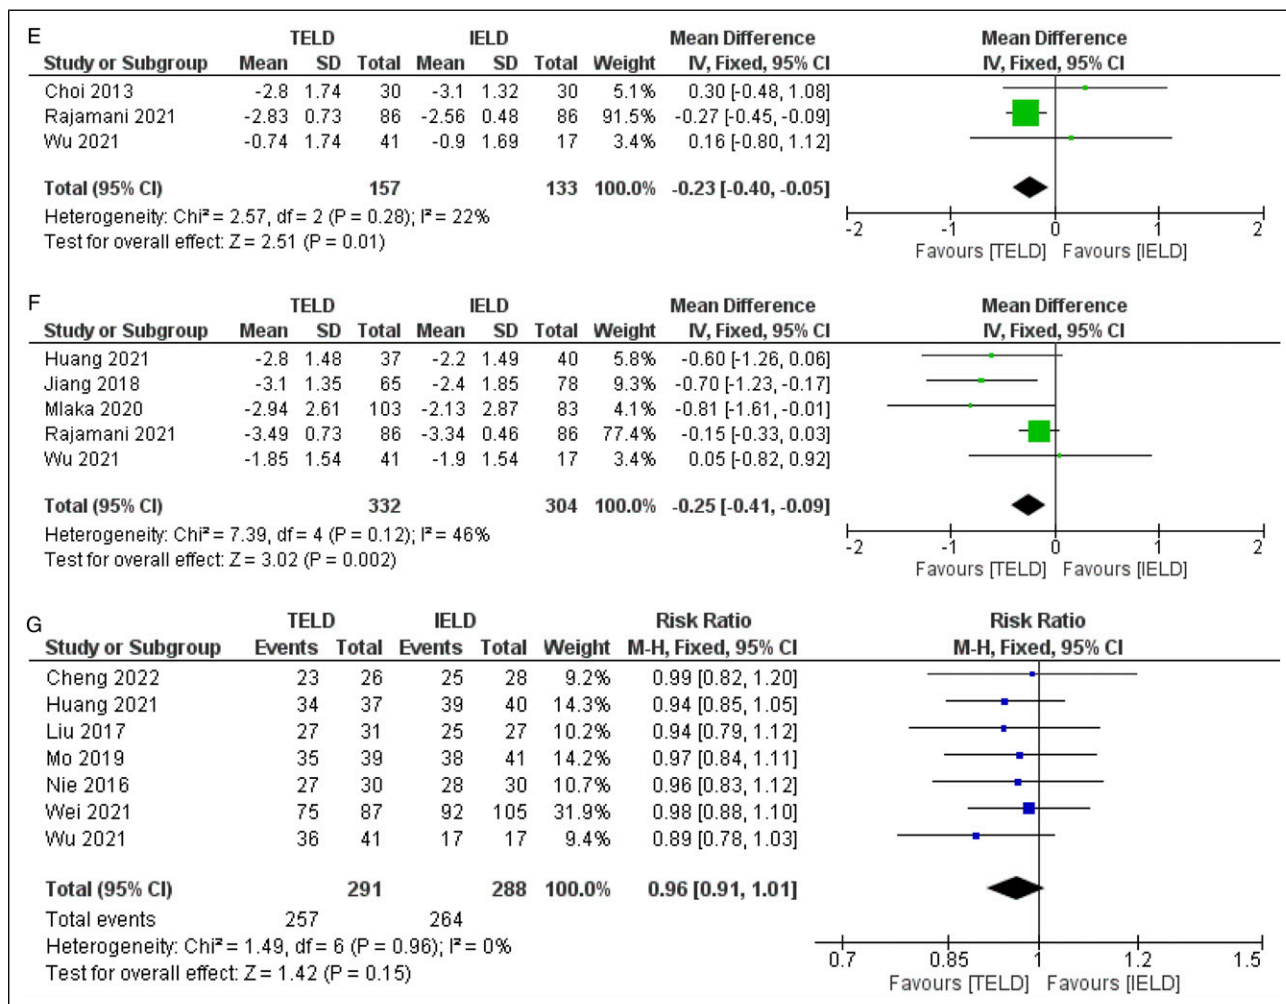 E TELD IELD Mean Difference Mean Difference
Study or Subgroup Mean SD Total Mean SD Total Weight IV, Fixed, 95% CI IV, Fixed, 95% CI
Choi 2013 -2.8 1.74 30 -3.1 1.32 30 5.1% 0.30 [-0.48, 1.08]
Rajamani 2021 -2.83 0.73 86 -2.56 0.48 86 91.5% -0.27 [-0.45, -0.09]
Wu 2021 -0.74 1.74 41 -0.9 1.69 17 3.4% 0.16 [-0.80, 1.12]
Total (95% CI) 157 133 100.0% -0.23 [-0.40, -0.05]
Heterogeneity: Chi² = 2.57, df = 2 (P = 0.28); I² = 22%
Test for overall effect: Z = 2.51 (P = 0.01)
-2 -1 0 1 2
Favours [TELD] Favours [IELD]
F TELD IELD Mean Difference Mean Difference
Study or Subgroup Mean SD Total Mean SD Total Weight IV, Fixed, 95% CI IV, Fixed, 95% CI
Huang 2021 -2.8 1.48 37 -2.2 1.49 40 5.8% -0.60 [-1.26, 0.06]
Jiang 2018 -3.1 1.35 65 -2.4 1.85 78 9.3% -0.70 [-1.23, -0.17]
Mlaka 2020 -2.94 2.61 103 -2.13 2.87 83 4.1% -0.81 [-1.61, -0.01]
Rajamani 2021 -3.49 0.73 86 -3.34 0.46 86 77.4% -0.15 [-0.33, 0.03]
Wu 2021 -1.85 1.54 41 -1.9 1.54 17 3.4% 0.05 [-0.82, 0.92]
Total (95% CI) 332 304 100.0% -0.25 [-0.41, -0.09]
Heterogeneity: Chi² = 7.39, df = 4 (P = 0.12); I² = 46%
Test for overall effect: Z = 3.02 (P = 0.002)
-2 -1 0 1 2
Favours [TELD] Favours [IELD]
G TELD IELD Risk Ratio Risk Ratio
Study or Subgroup Events Total Events Total Weight M-H, Fixed, 95% CI M-H, Fixed, 95% CI
Cheng 2022 23 26 25 28 9.2% 0.99 [0.82, 1.20]
Huang 2021 34 37 39 40 14.3% 0.94 [0.85, 1.05]
Liu 2017 27 31 25 27 10.2% 0.94 [0.79, 1.12]
Mo 2019 35 39 38 41 14.2% 0.97 [0.84, 1.11]
Nie 2016 27 30 28 30 10.7% 0.96 [0.83, 1.12]
Wei 2021 75 87 92 105 31.9% 0.98 [0.88, 1.10]
Wu 2021 36 41 17 17 9.4% 0.89 [0.78, 1.03]
Total (95% CI) 291 288 100.0% 0.96 [0.91, 1.01]
Total events 257 264
Heterogeneity: Chi² = 1.49, df = 6 (P = 0.96); I² = 0%
Test for overall effect: Z = 1.42 (P = 0.15)
0.7 0.85 1 1.2 1.5
Favours [TELD] Favours [IELD]